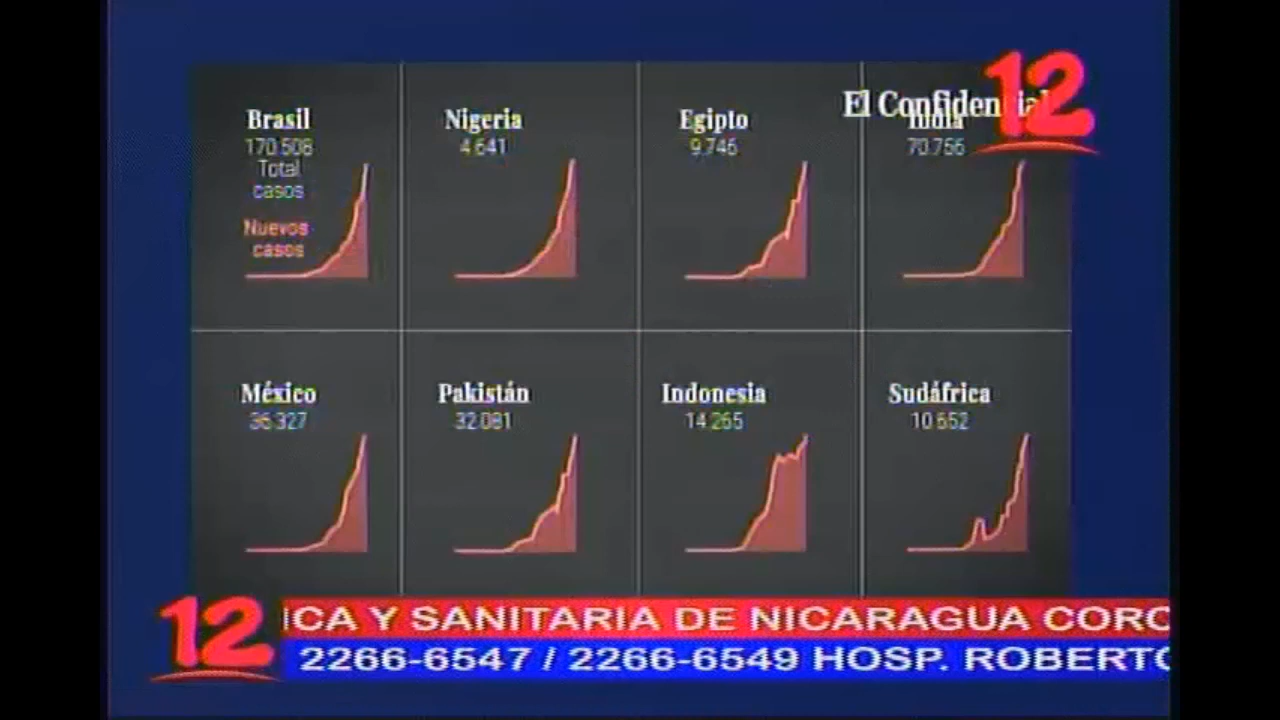 12
El Confidencial
Brasil
170.508
Total
casos
Nuevos
casos
Nigeria
4.641
Egipto
9.746
India
70.756
México
36.327
Pakistán
32.081
Indonesia
14.265
Sudáfrica
10.652
12
ICA Y SANITARIA DE NICARAGUA CORO
2266-6547 / 2266-6549 HOSP. ROBERTO